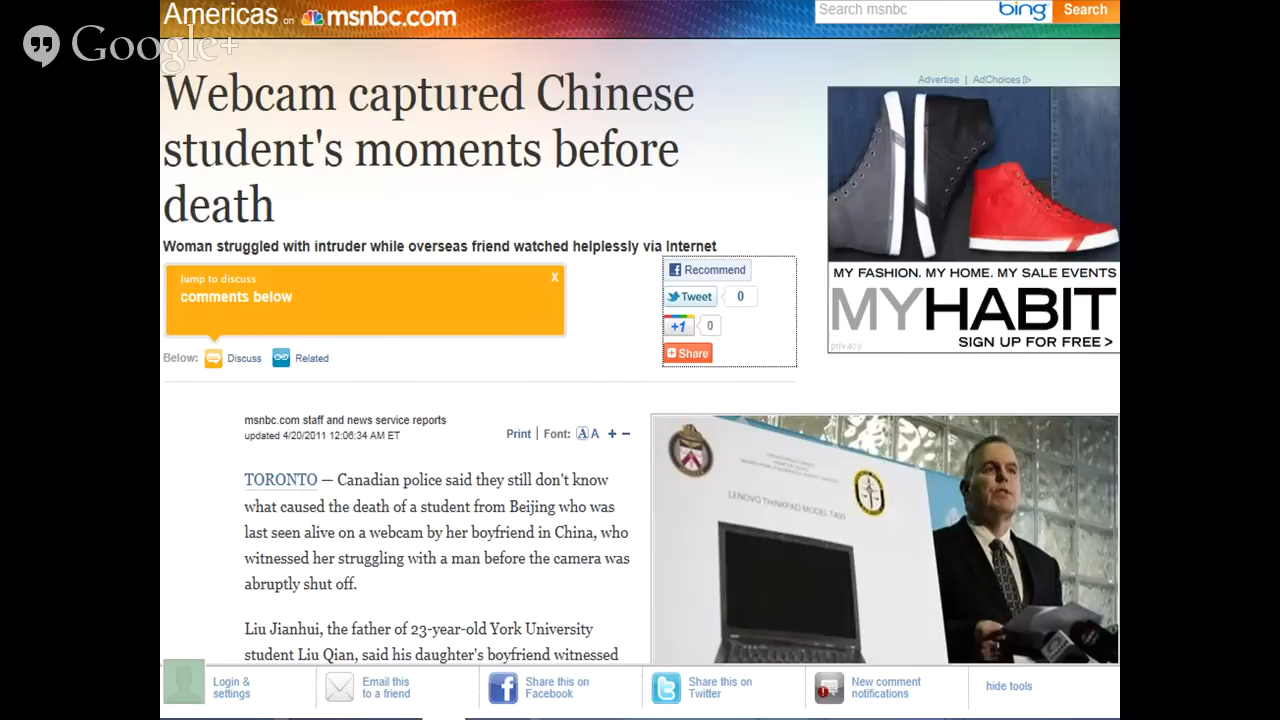 Americas on msnbc.com
Search msnbc
bing
Search
Google+
Webcam captured Chinese
student's moments before
death
Woman struggled with intruder while overseas friend watched helplessly via Internet
Jump to discuss
comments below
X
Below:
Discuss
Related
Recommend
Tweet
0
+1
0
Share
Advertise | AdChoices
MY FASHION. MY HOME. MY SALE EVENTS
MYHABIT
SIGN UP FOR FREE >
privacy
msnbc.com staff and news service reports
updated 4/20/2011 12:06:34 AM ET
Print | Font: A A + −
TORONTO — Canadian police said they still don't know
what caused the death of a student from Beijing who was
last seen alive on a webcam by her boyfriend in China, who
witnessed her struggling with a man before the camera was
abruptly shut off.
Liu Jianhui, the father of 23-year-old York University
student Liu Qian, said his daughter's boyfriend witnessed
LENOVO THINKPAD MODEL T400
Login &
settings
Email this
to a friend
Share this on
Facebook
Share this on
Twitter
New comment
notifications
hide tools